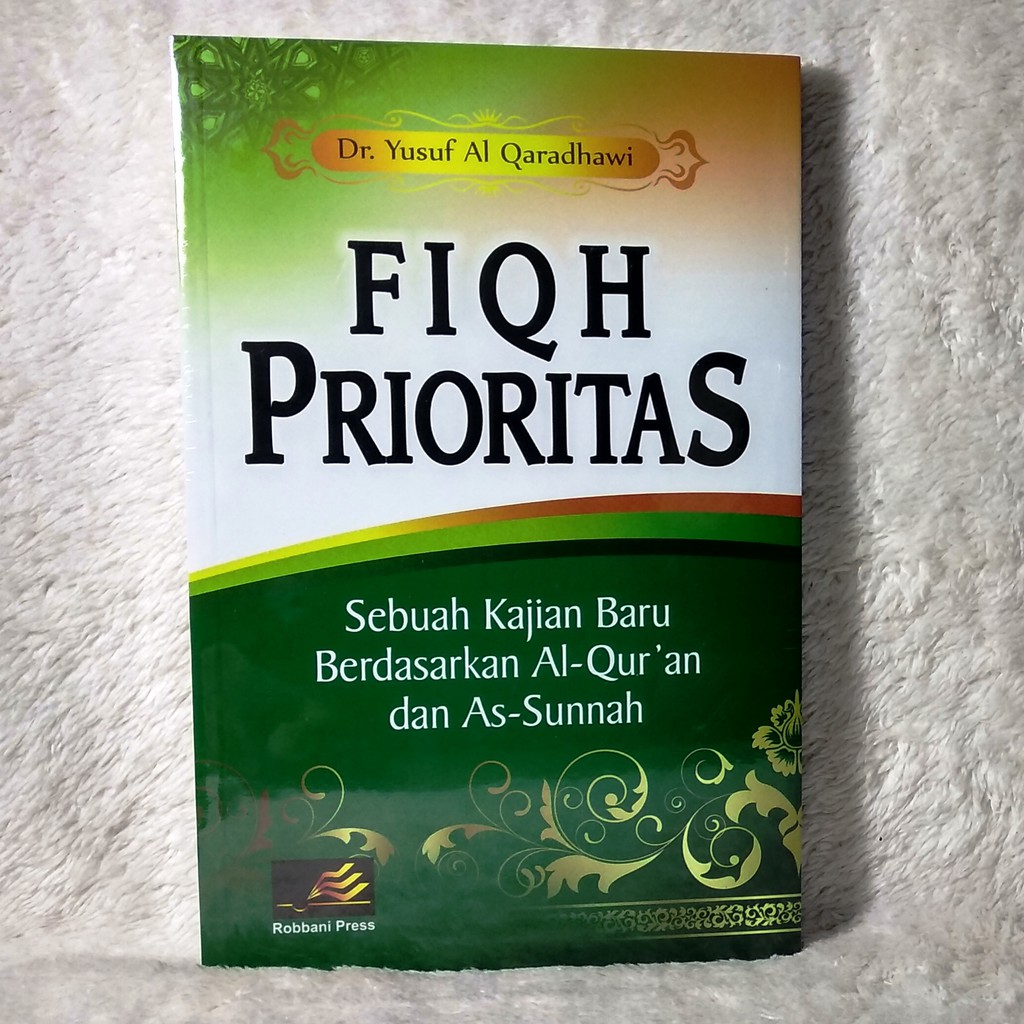 Dr. Yusuf Al Qaradhawi
FIQH
PRIORITAS
Sebuah Kajian Baru
Berdasarkan Al-Qur'an
dan As-Sunnah
Robbani Press